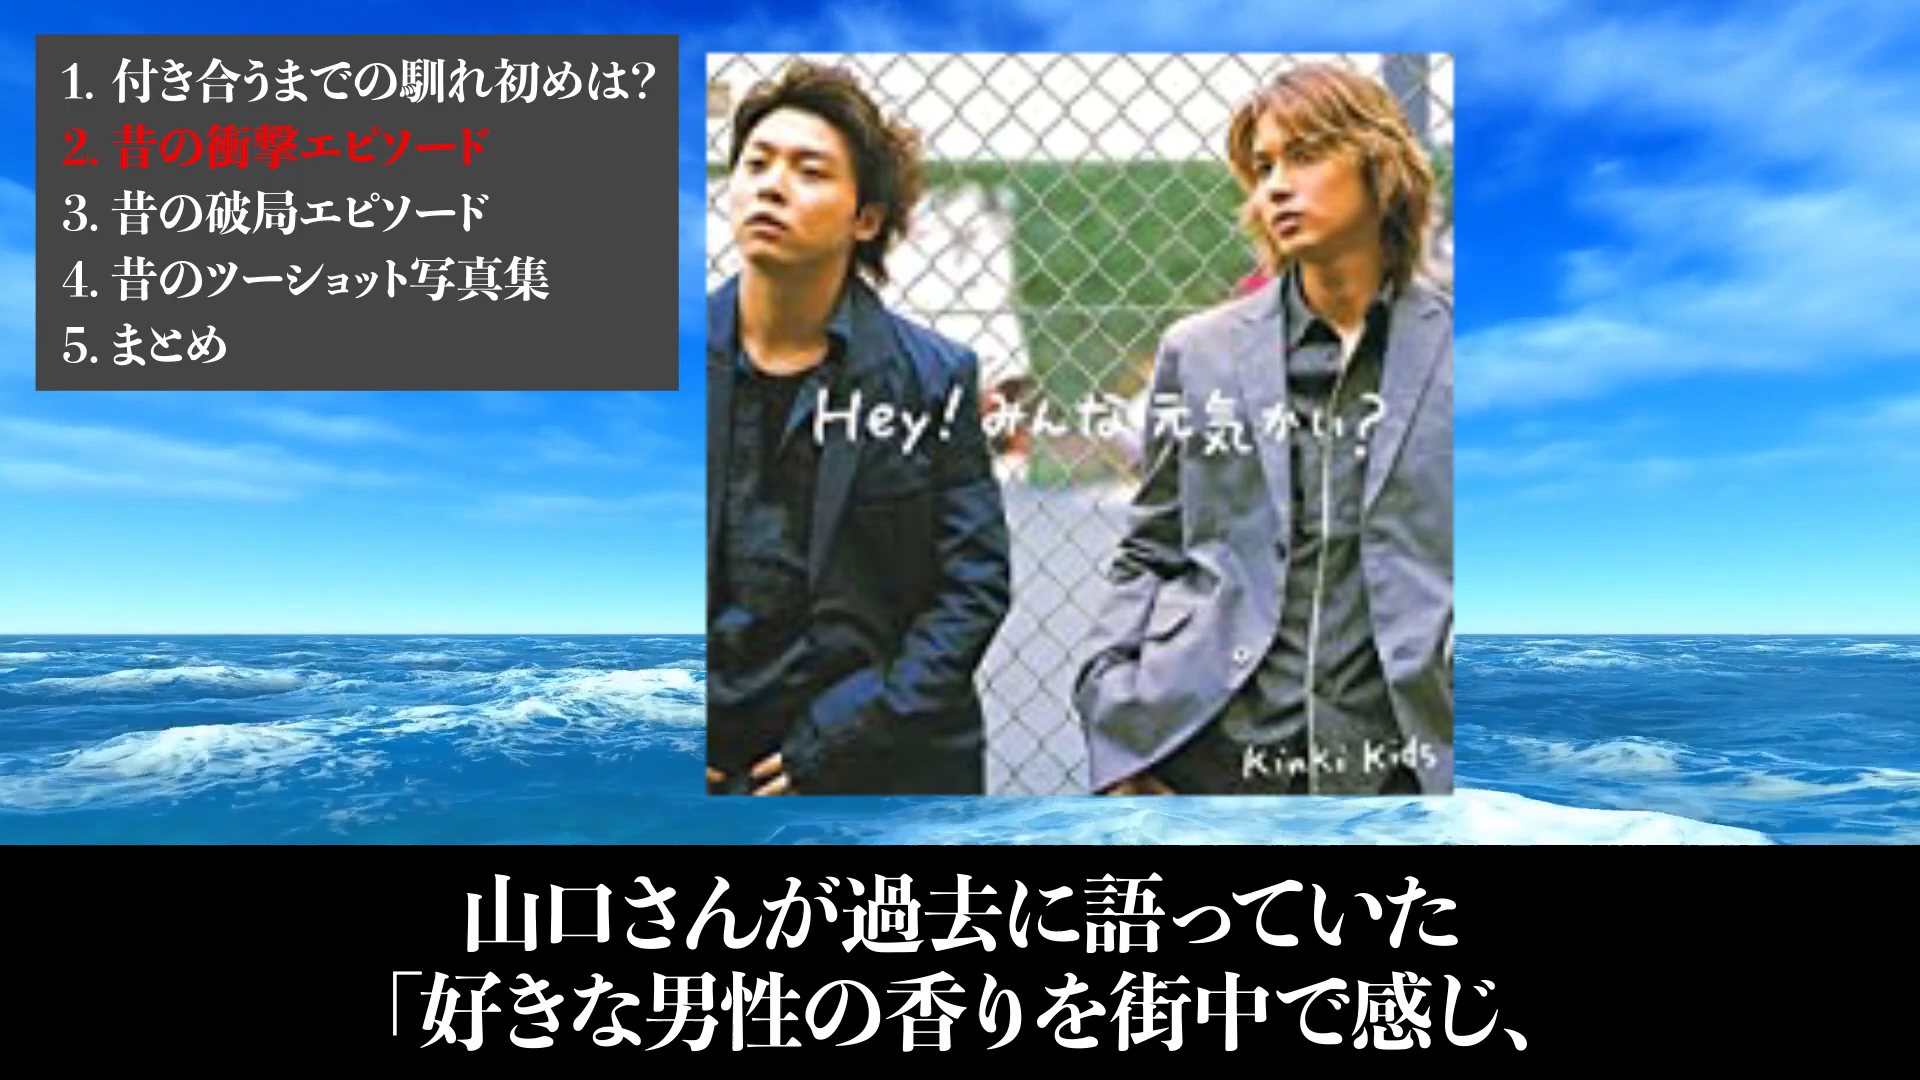 1. 付き合うまでの馴れ初めは?
2. 昔の衝撃エピソード
3. 昔の破局エピソード
4. 昔のツーショット写真集
5. まとめ
Hey! みんな元気かい?
Kinki Kids
山口さんが過去に語っていた
「好きな男性の香りを街中で感じ、